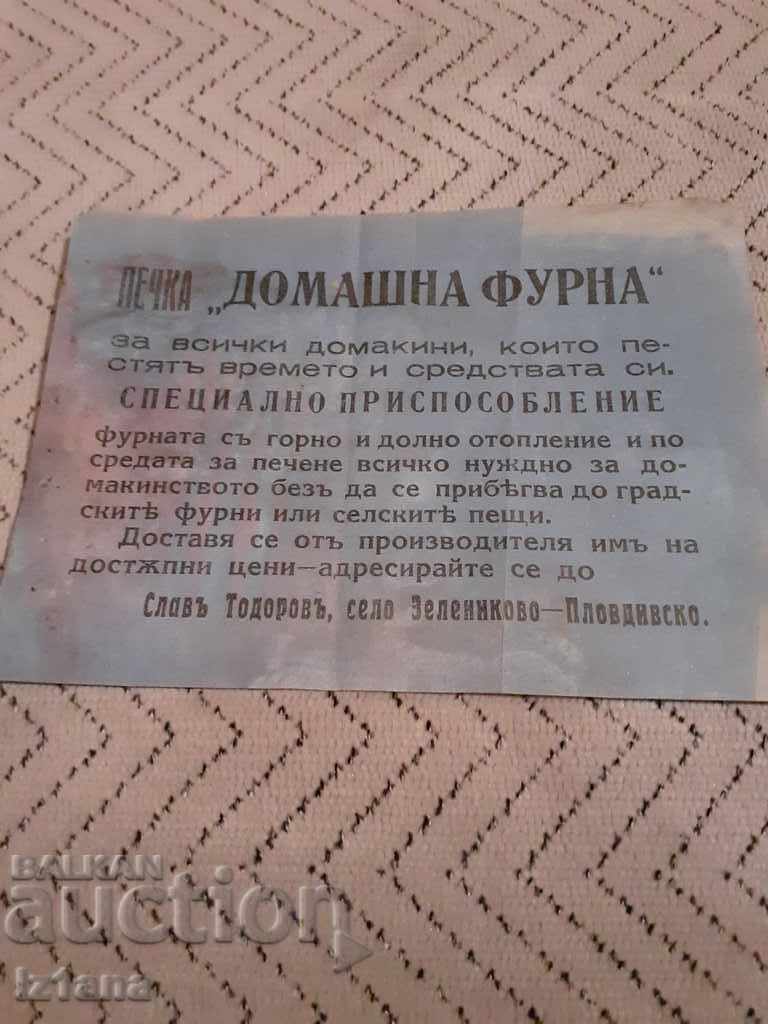 ПЕЧКА „ДОМАШНА ФУРНА“
за всички домакини, които пе-
стятъ времето и средствата си.
СПЕЦИАЛНО ПРИСПОСОБЛЕНИЕ
фурната съ горно и долно отопление и по
средата за печене всичко нуждно за до-
макинството безъ да се прибѣгва до град-
скитѣ фурни или селскитѣ пещи.
Доставя се отъ производителя имъ на
достѫпни цени—адресирайте се до
Славъ Тодоровъ, село Зелениково—Пловдивско.
BALKAN
auction
iz1ana